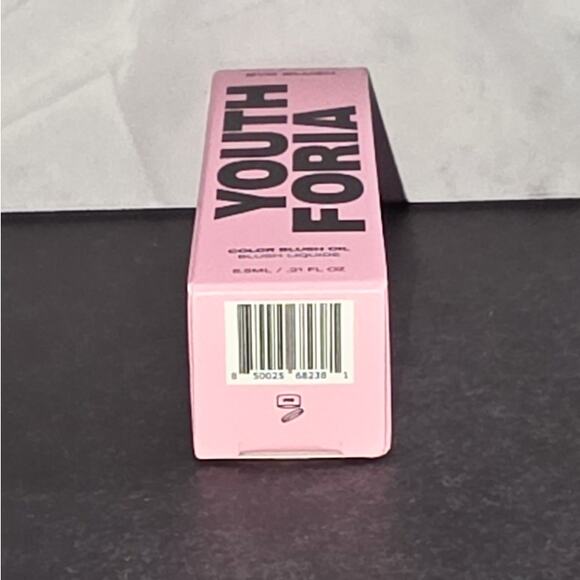 YOUTH
FORIA
COLOR BLUSH OIL
BLUSH LIQUIDE
6.5ML / .21 FL OZ
8 50025 68238 1